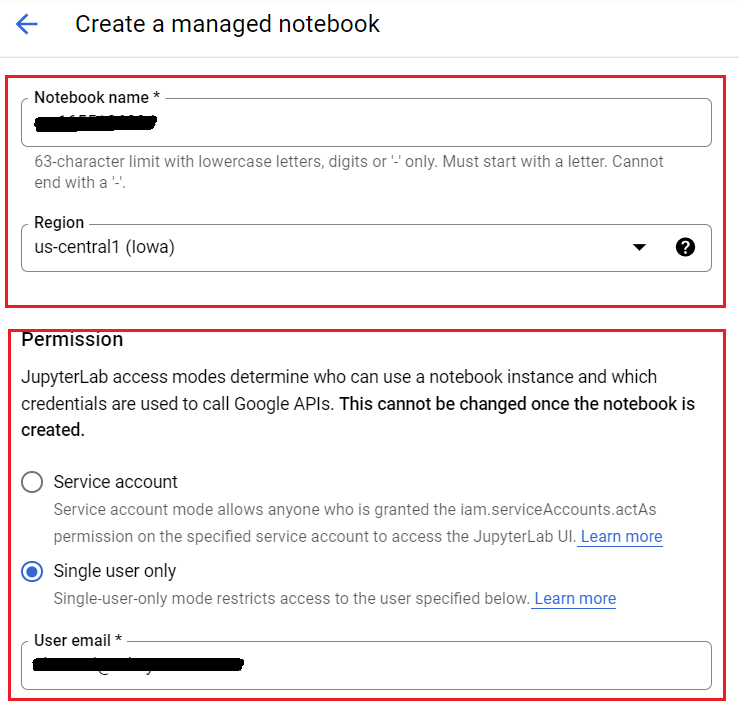 Create a managed notebook
Notebook name *
63-character limit with lowercase letters, digits or '-' only. Must start with a letter. Cannot
end with a '-'.
Region
us-central1 (Iowa)
Permission
JupyterLab access modes determine who can use a notebook instance and which
credentials are used to call Google APIs. This cannot be changed once the notebook is
created.
Service account
Service account mode allows anyone who is granted the iam.serviceAccounts.actAs
permission on the specified service account to access the JupyterLab UI. Learn more
Single user only
Single-user-only mode restricts access to the user specified below. Learn more
User email *